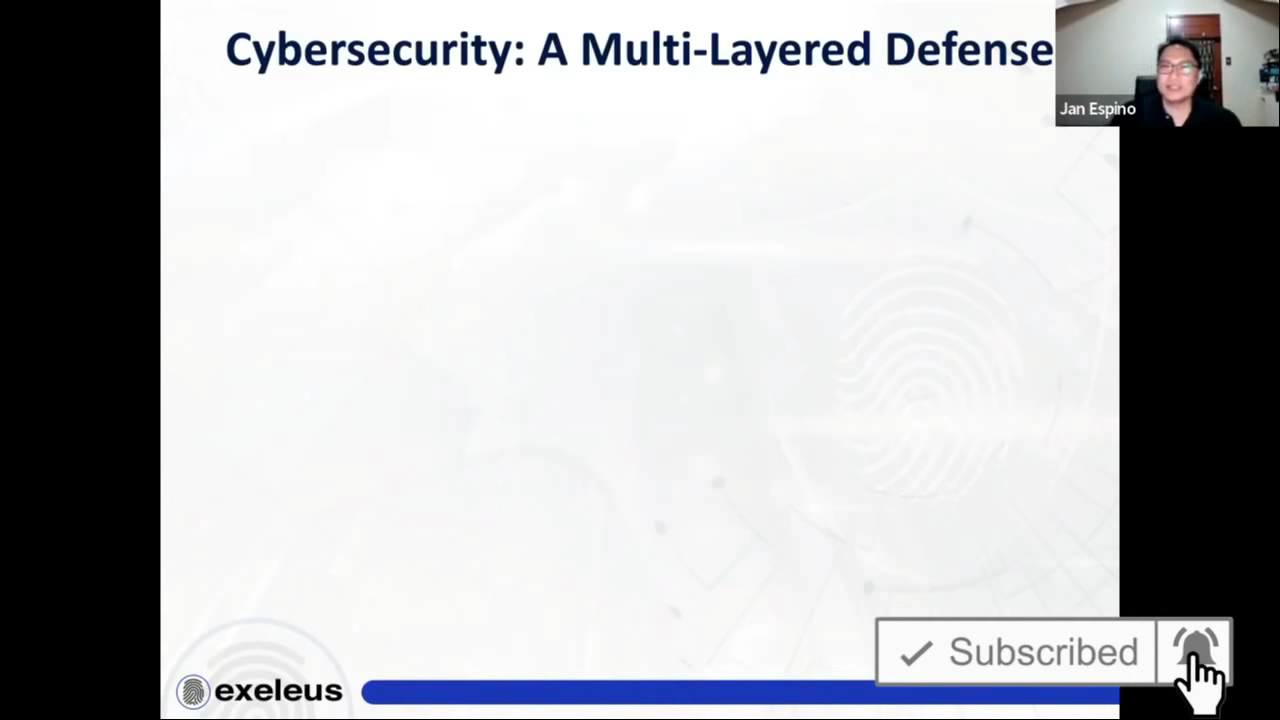 Cybersecurity: A Multi-Layered Defense
Jan Espino
Subscribed
exeleus